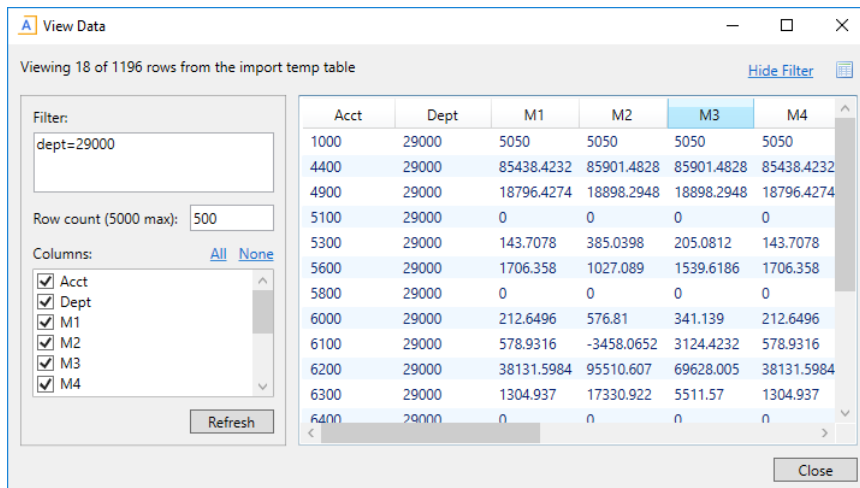 A View Data
Viewing 18 of 1196 rows from the import temp table
Hide Filter
Filter:
dept=29000
Row count (5000 max): 500
Columns: All None
Acct
Dept
M1
M2
M3
M4
Refresh
Acct Dept M1 M2 M3 M4
1000 29000 5050 5050 5050 5050
4400 29000 85438.4232 85901.4828 85901.4828 85438.4232
4900 29000 18796.4274 18898.2948 18898.2948 18796.4274
5100 29000 0 0 0 0
5300 29000 143.7078 385.0398 205.0812 143.7078
5600 29000 1706.358 1027.089 1539.6186 1706.358
5800 29000 0 0 0 0
6000 29000 212.6496 576.81 341.139 212.6496
6100 29000 578.9316 -3458.0652 3124.4232 578.9316
6200 29000 38131.5984 95510.607 69628.005 38131.5984
6300 29000 1304.937 17330.922 5511.57 1304.937
6400 29000 0 0 0 0
Close